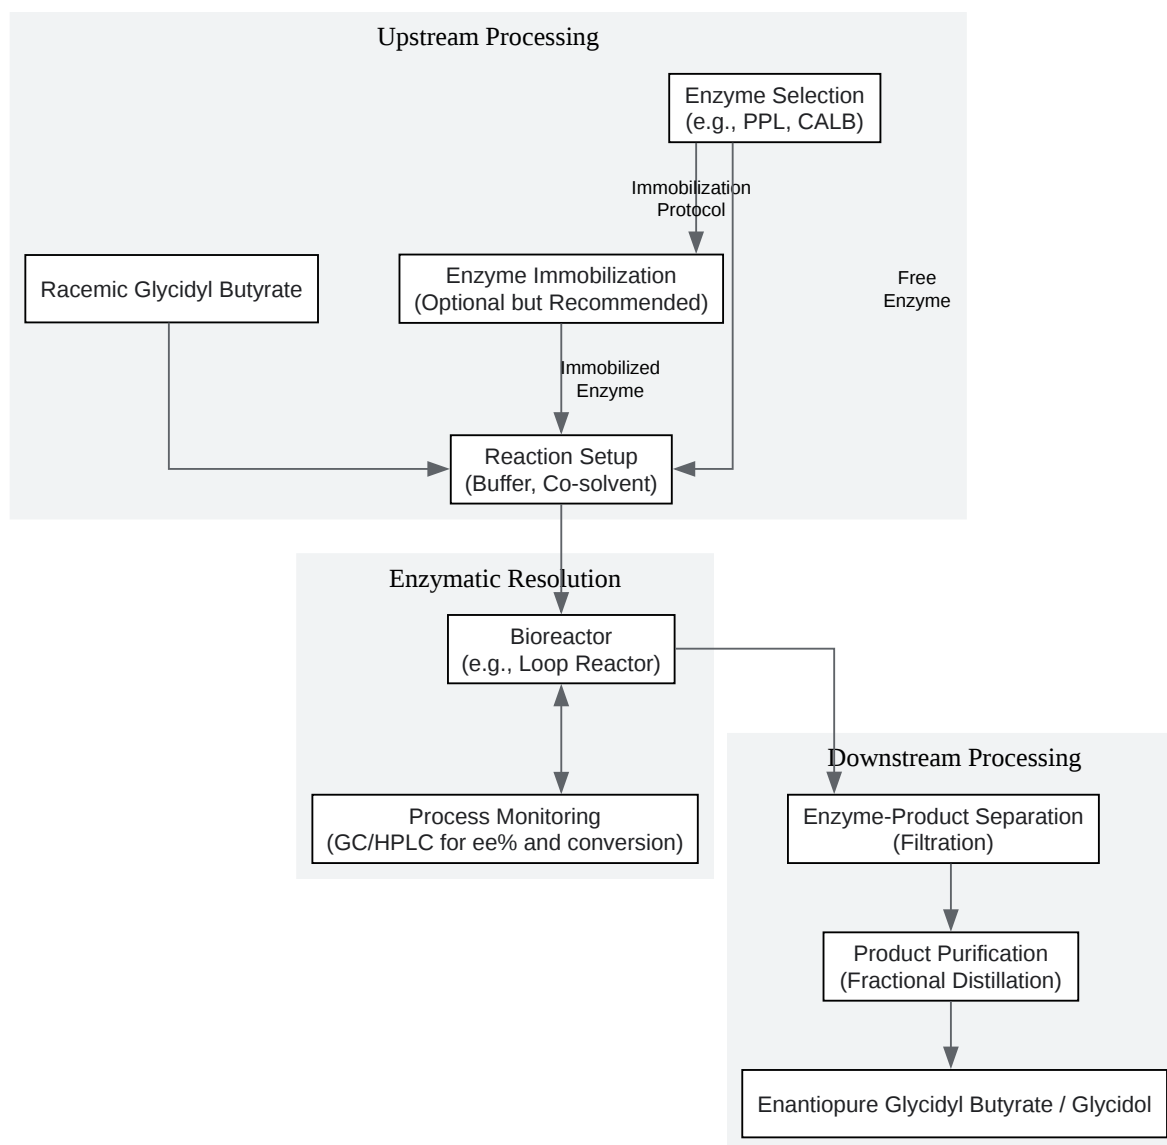 Upstream Processing
Enzyme Selection
(e.g., PPL, CALB)
Immobilization
Protocol
Racemic Glycidyl Butyrate
Enzyme Immobilization
(Optional but Recommended)
Free
Enzyme
Immobilized
Enzyme
Reaction Setup
(Buffer, Co-solvent)
Enzymatic Resolution
Bioreactor
(e.g., Loop Reactor)
Process Monitoring
(GC/HPLC for ee% and conversion)
Downstream Processing
Enzyme-Product Separation
(Filtration)
Product Purification
(Fractional Distillation)
Enantiopure Glycidyl Butyrate / Glycidol